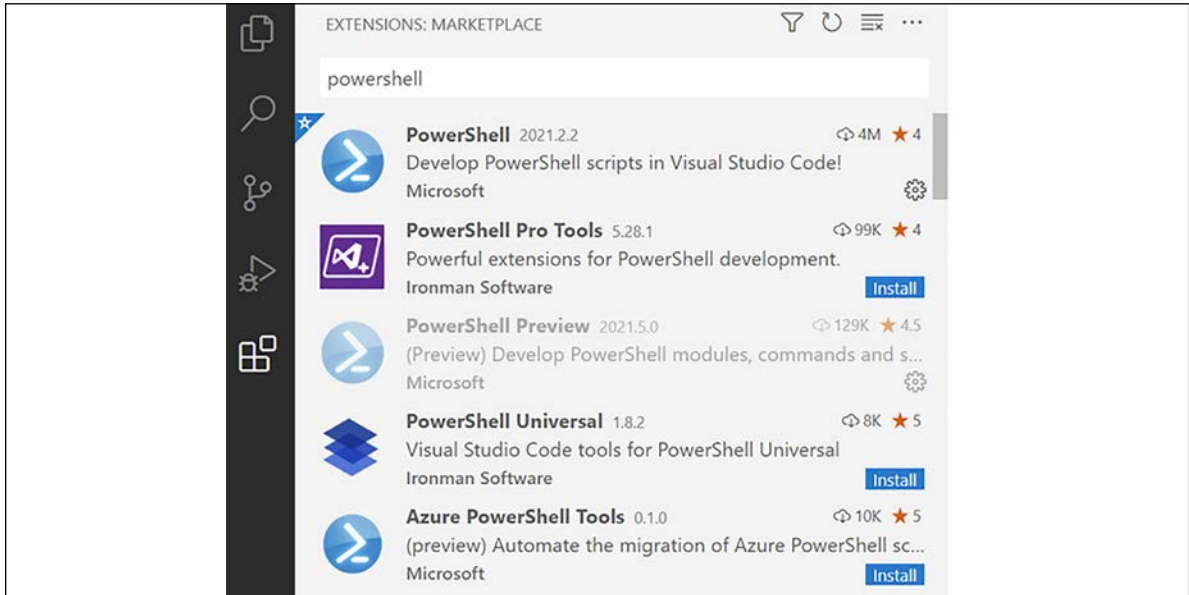 EXTENSIONS: MARKETPLACE
powershell
PowerShell 2021.2.2 4M 4
Develop PowerShell scripts in Visual Studio Code!
Microsoft
PowerShell Pro Tools 5.28.1 99K 4
Powerful extensions for PowerShell development.
Ironman Software Install
PowerShell Preview 2021.5.0 129K 4.5
(Preview) Develop PowerShell modules, commands and s...
Microsoft
PowerShell Universal 1.8.2 8K 5
Visual Studio Code tools for PowerShell Universal
Ironman Software Install
Azure PowerShell Tools 0.1.0 10K 5
(preview) Automate the migration of Azure PowerShell sc...
Microsoft Install